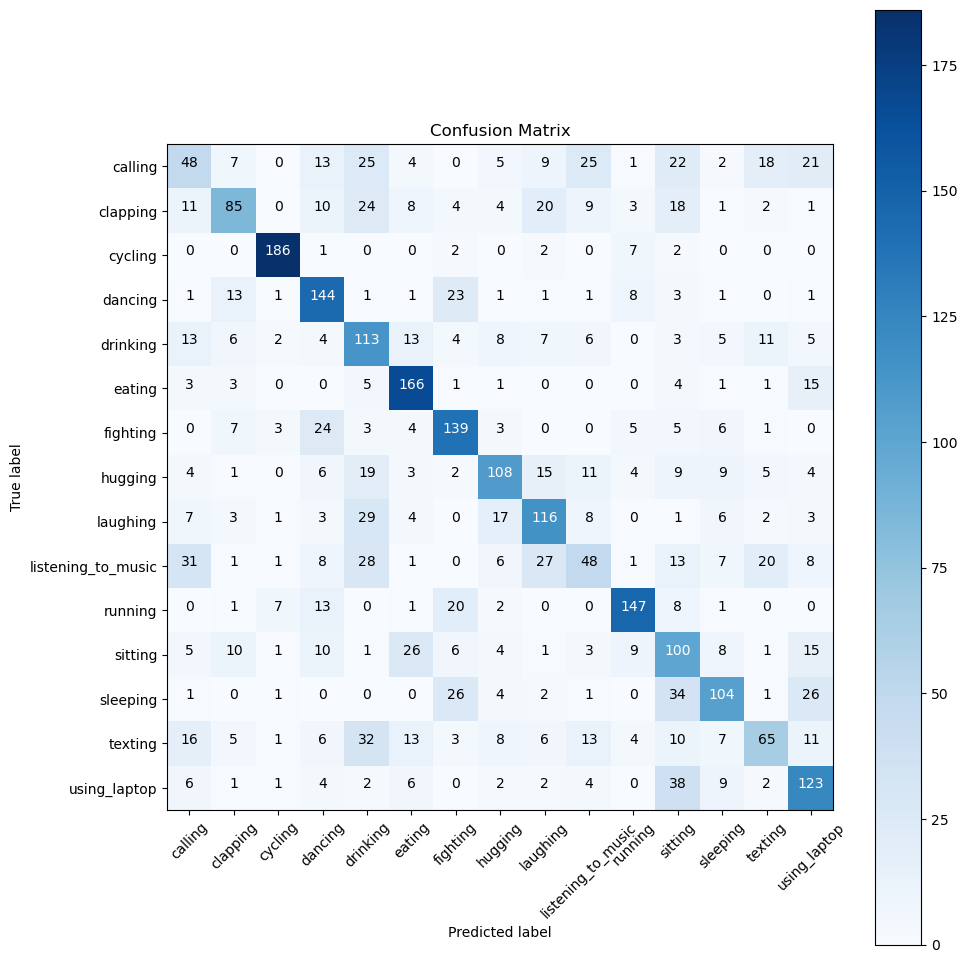 Confusion Matrix
True label
calling 48 7 0 13 25 4 0 5 9 25 1 22 2 18 21
clapping 11 85 0 10 24 8 4 4 20 9 3 18 1 2 1
cycling 0 0 186 1 0 0 2 0 2 0 7 2 0 0 0
dancing 1 13 1 144 1 1 23 1 1 1 8 3 1 0 1
drinking 13 6 2 4 113 13 4 8 7 6 0 3 5 11 5
eating 3 3 0 0 5 166 1 1 0 0 0 4 1 1 15
fighting 0 7 3 24 3 4 139 3 0 0 5 5 6 1 0
hugging 4 1 0 6 19 3 2 108 15 11 4 9 9 5 4
laughing 7 3 1 3 29 4 0 17 116 8 0 1 6 2 3
listening_to_music 31 1 1 8 28 1 0 6 27 48 1 13 7 20 8
running 0 1 7 13 0 1 20 2 0 0 147 8 1 0 0
sitting 5 10 1 10 1 26 6 4 1 3 9 100 8 1 15
sleeping 1 0 1 0 0 0 26 4 2 1 0 34 104 1 26
texting 16 5 1 6 32 13 3 8 6 13 4 10 7 65 11
using_laptop 6 1 1 4 2 6 0 2 2 4 0 38 9 2 123
calling clapping cycling dancing drinking eating fighting hugging laughing listening_to_music running sitting sleeping texting using_laptop
Predicted label
175
150
125
100
75
50
25
0